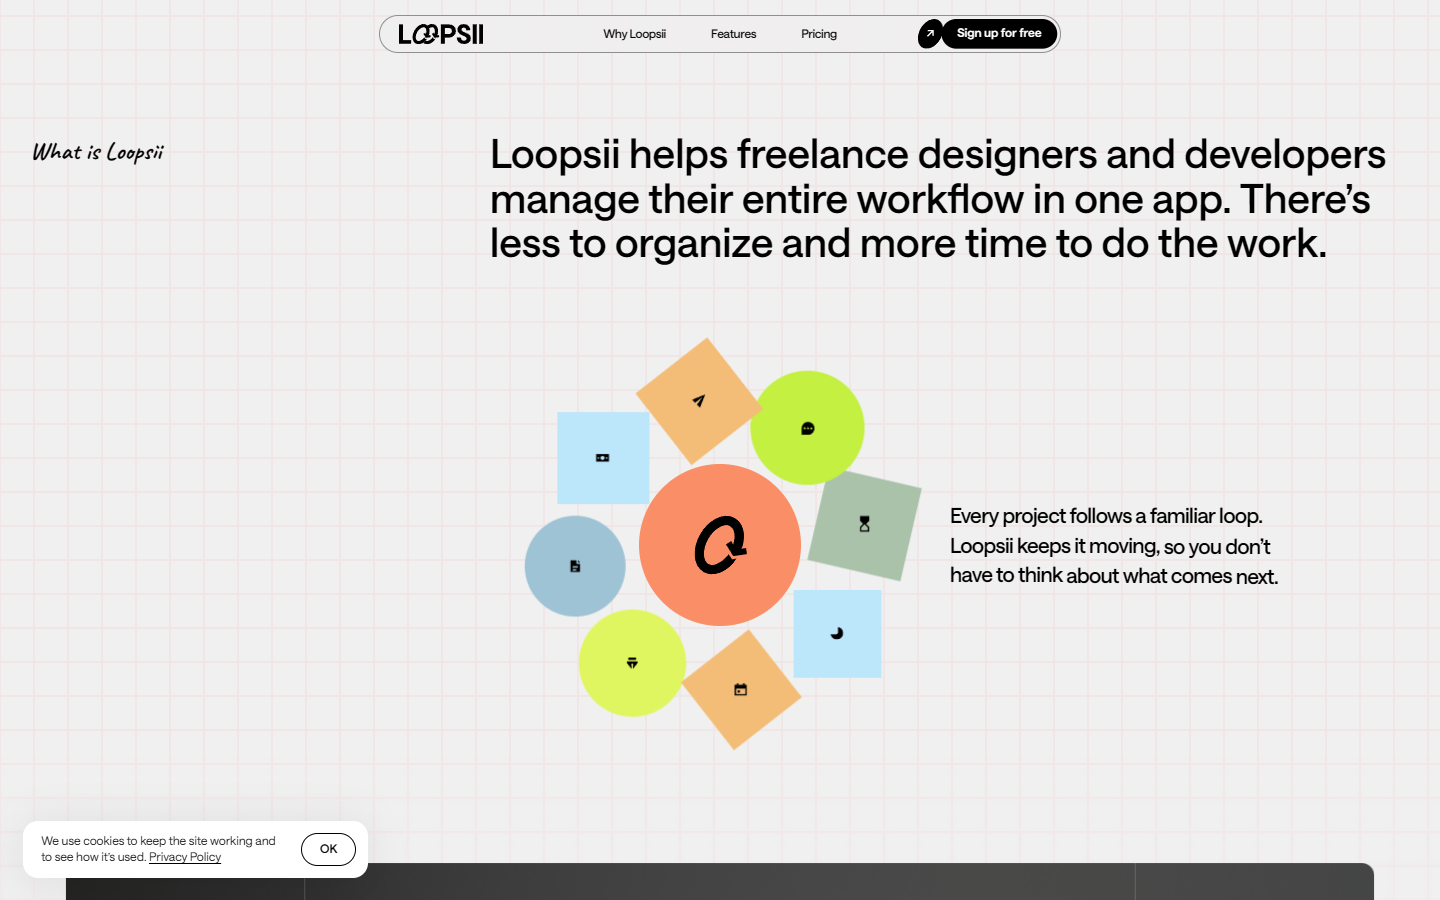 LOOPSII
Why Loopsii
Features
Pricing
Sign up for free
What is Loopsii
Loopsii helps freelance designers and developers
manage their entire workflow in one app. There’s
less to organize and more time to do the work.
Every project follows a familiar loop.
Loopsii keeps it moving, so you don’t
have to think about what comes next.
We use cookies to keep the site working and
to see how it's used. Privacy Policy
OK